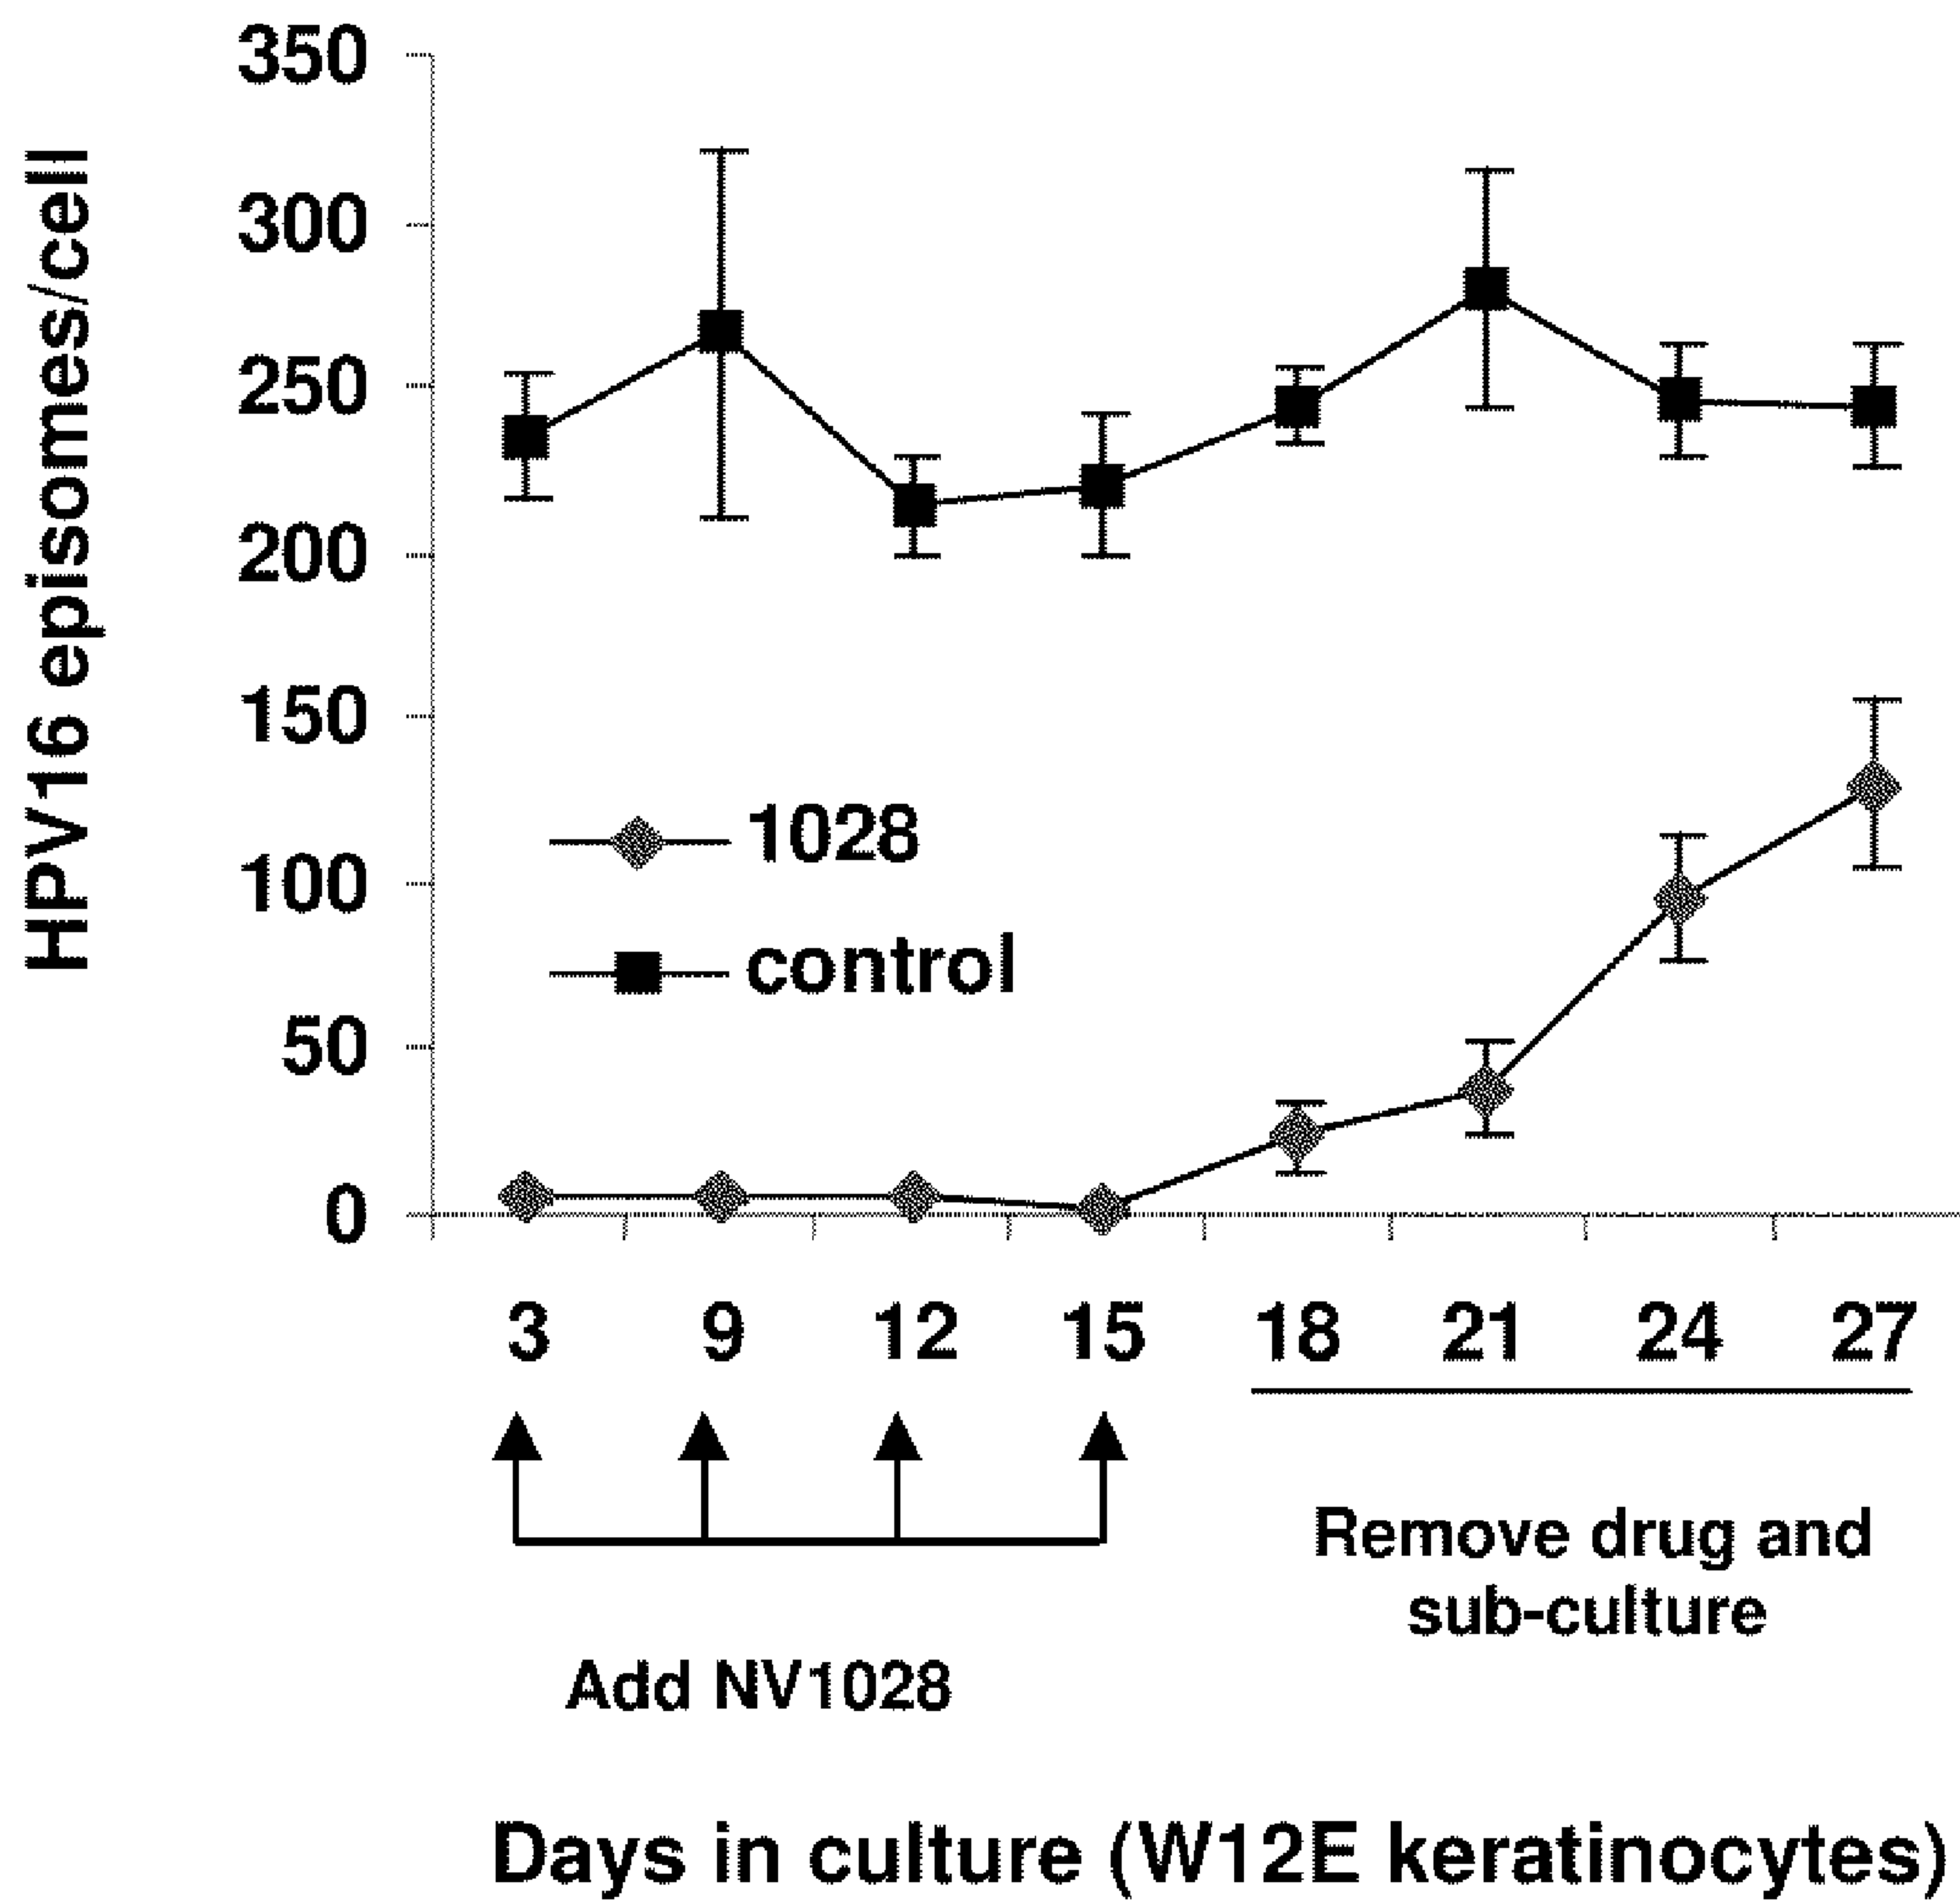 350
300
250
200
150
100
50
0
HPV16 episomes/cell
1028
control
3 9 12 15 18 21 24 27
Add NV1028
Remove drug and
sub-culture
Days in culture (W12E keratinocytes)